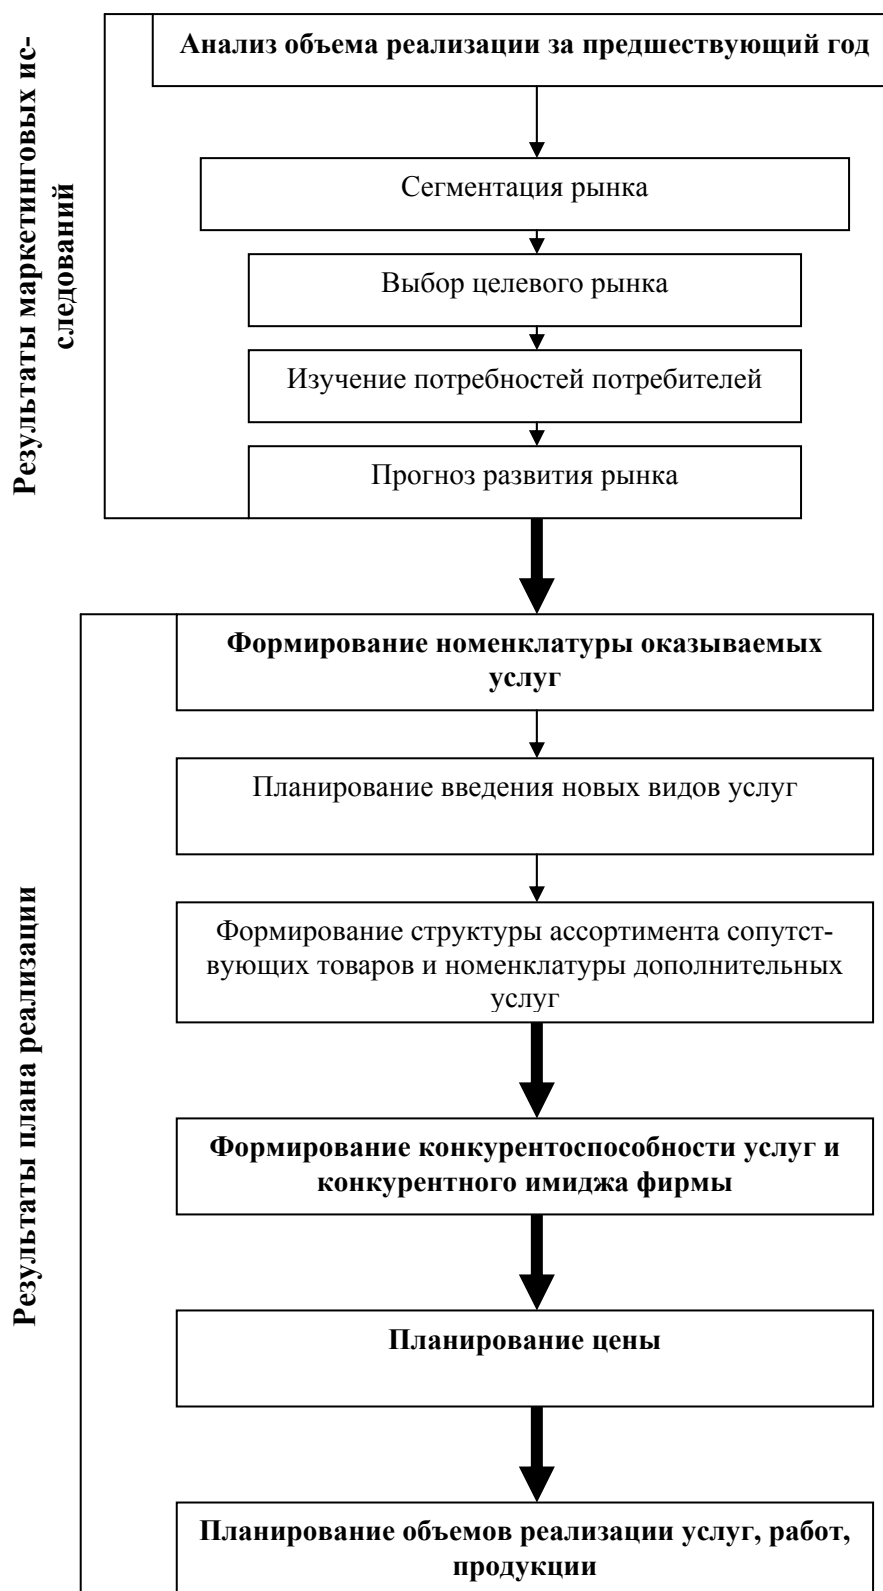 Результаты маркетинговых ис-
следований
Анализ объема реализации за предшествующий год
Сегментация рынка
Выбор целевого рынка
Изучение потребностей потребителей
Прогноз развития рынка
Результаты плана реализации
Формирование номенклатуры оказываемых
услуг
Планирование введения новых видов услуг
Формирование структуры ассортимента сопутст-
вующих товаров и номенклатуры дополнительных
услуг
Формирование конкурентоспособности услуг и
конкурентного имиджа фирмы
Планирование цены
Планирование объемов реализации услуг, работ,
продукции